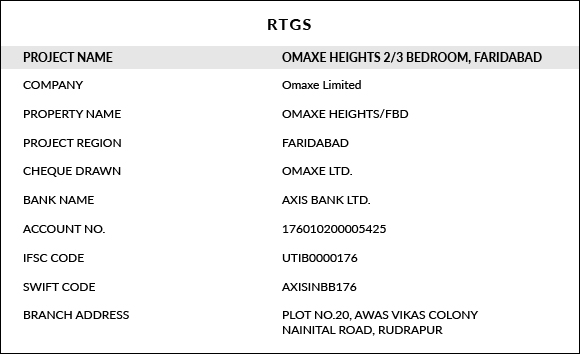 RTGS
PROJECT NAME OMAXE HEIGHTS 2/3 BEDROOM, FARIDABAD
COMPANY Omaxe Limited
PROPERTY NAME OMAXE HEIGHTS/FBD
PROJECT REGION FARIDABAD
CHEQUE DRAWN OMAXE LTD.
BANK NAME AXIS BANK LTD.
ACCOUNT NO. 176010200005425
IFSC CODE UTIB0000176
SWIFT CODE AXISINBB176
BRANCH ADDRESS PLOT NO.20, AWAS VIKAS COLONY
NAINITAL ROAD, RUDRAPUR